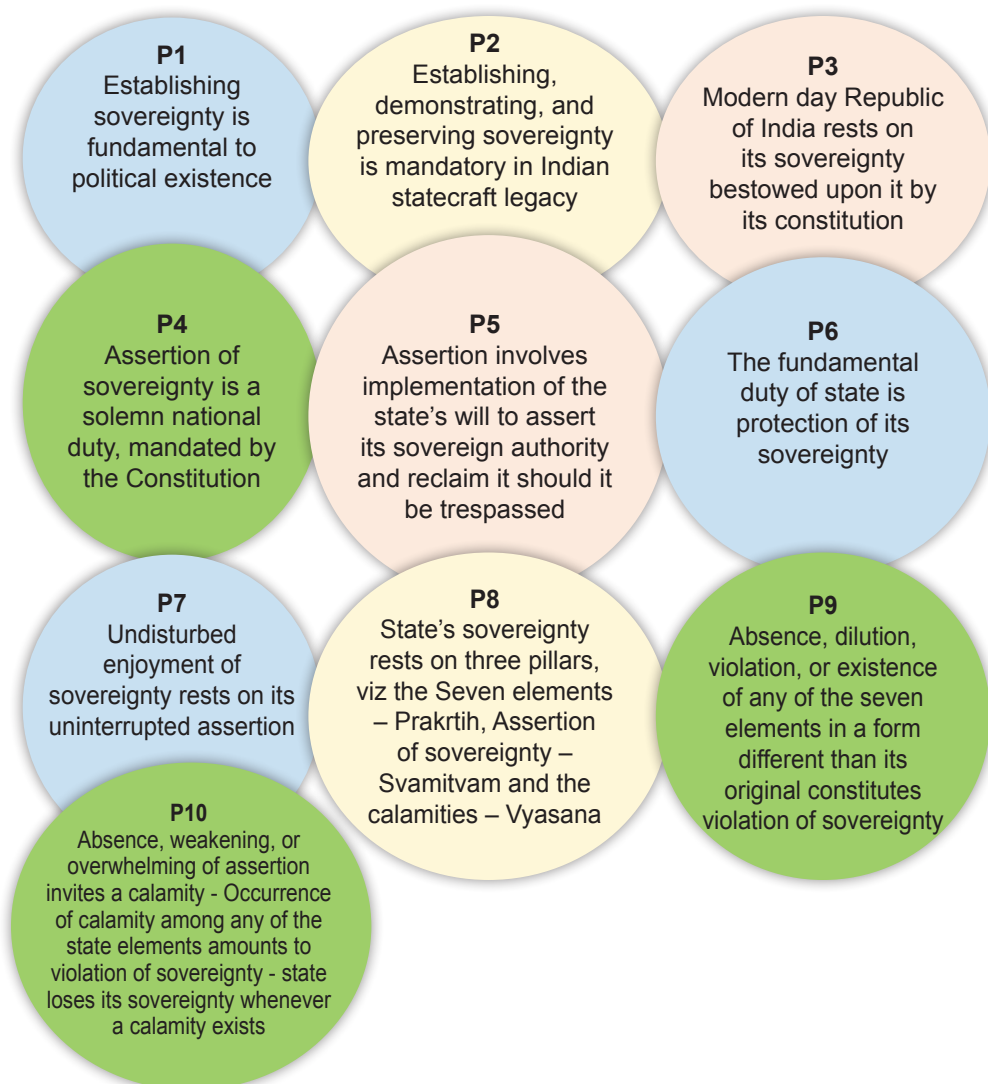 P1
Establishing
sovereignty is
fundamental to
political existence
P2
Establishing,
demonstrating, and
preserving sovereignty
is mandatory in Indian
statecraft legacy
P3
Modern day Republic
of India rests on
its sovereignty
bestowed upon it by
its constitution
P4
Assertion of
sovereignty is a
solemn national
duty, mandated by
the Constitution
P5
Assertion involves
implementation of the
state’s will to assert
its sovereign authority
and reclaim it should it
be trespassed
P6
The fundamental
duty of state is
protection of its
sovereignty
P7
Undisturbed
enjoyment of
sovereignty rests on its
uninterrupted assertion
P8
State’s sovereignty
rests on three pillars,
viz the Seven elements
– Prakrtih, Assertion
of sovereignty –
Svamitvam and the
calamities – Vyasana
P9
Absence, dilution,
violation, or existence
of any of the seven
elements in a form
different than its
original constitutes
violation of sovereignty
P10
Absence, weakening, or
overwhelming of assertion
invites a calamity - Occurrence
of calamity among any of the
state elements amounts to
violation of sovereignty - state
loses its sovereignty whenever
a calamity exists